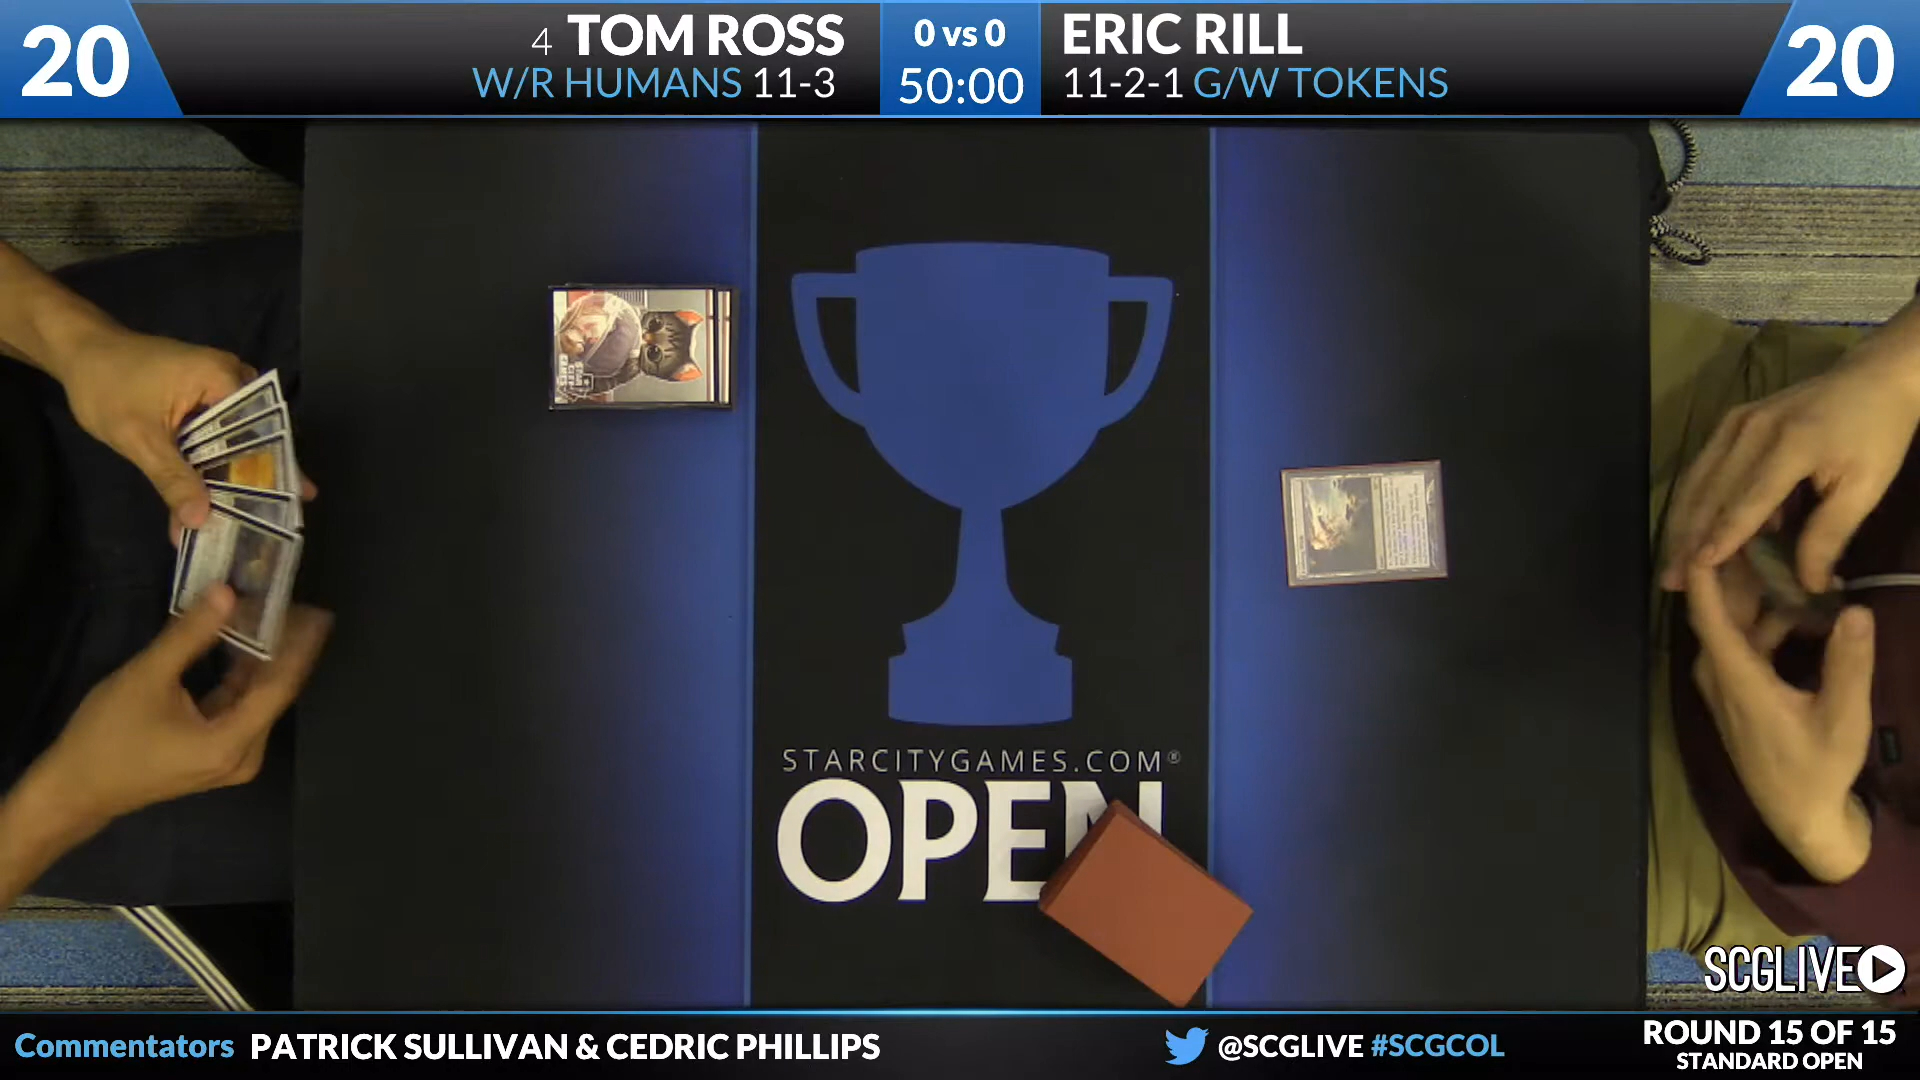 20
4 TOM ROSS
W/R HUMANS 11-3
0 vs 0
50:00
ERIC RILL
11-2-1 G/W TOKENS
20
STARCITYGAMES.COM®
OPEN
SCGLIVE
Commentators PATRICK SULLIVAN & CEDRIC PHILLIPS
@SCGLIVE #SCGCOL
ROUND 15 OF 15
STANDARD OPEN